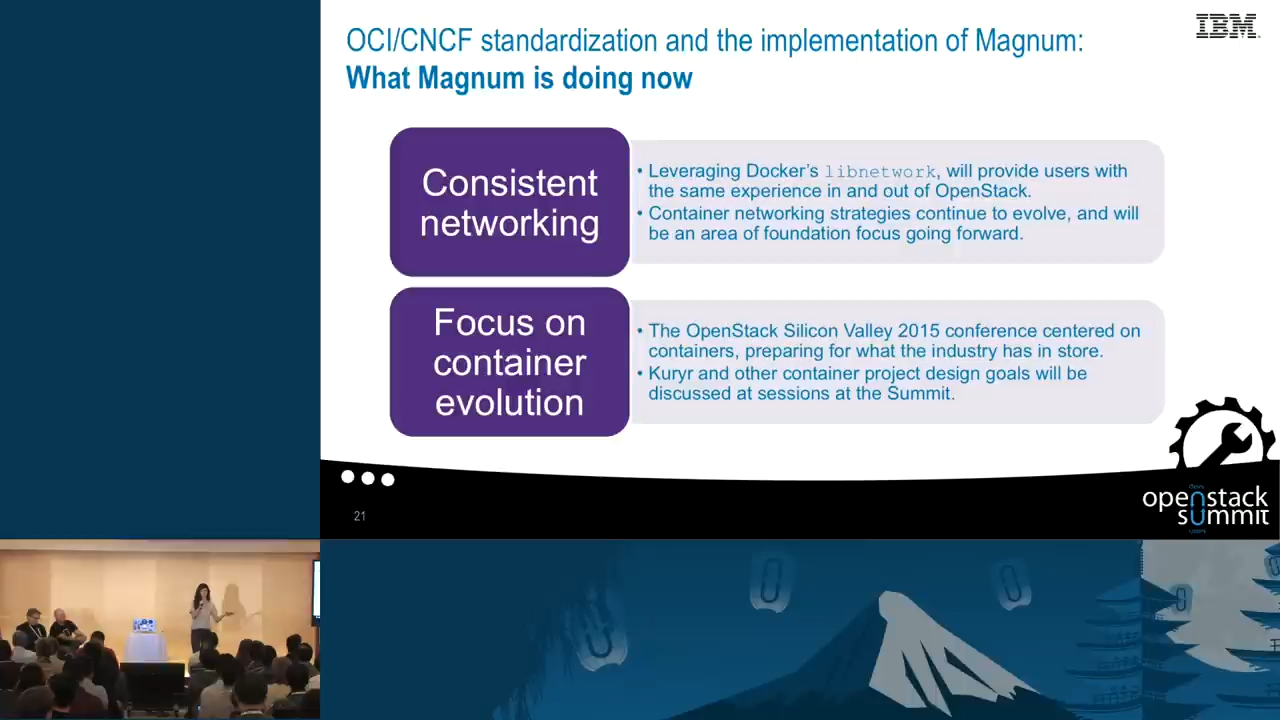 IBM
OCI/CNCF standardization and the implementation of Magnum:
What Magnum is doing now
Consistent
networking
• Leveraging Docker's libnetwork, will provide users with
the same experience in and out of OpenStack.
• Container networking strategies continue to evolve, and will
be an area of foundation focus going forward.
Focus on
container
evolution
• The OpenStack Silicon Valley 2015 conference centered on
containers, preparing for what the industry has in store.
• Kuryr and other container project design goals will be
discussed at sessions at the Summit.
21
openstack
summit